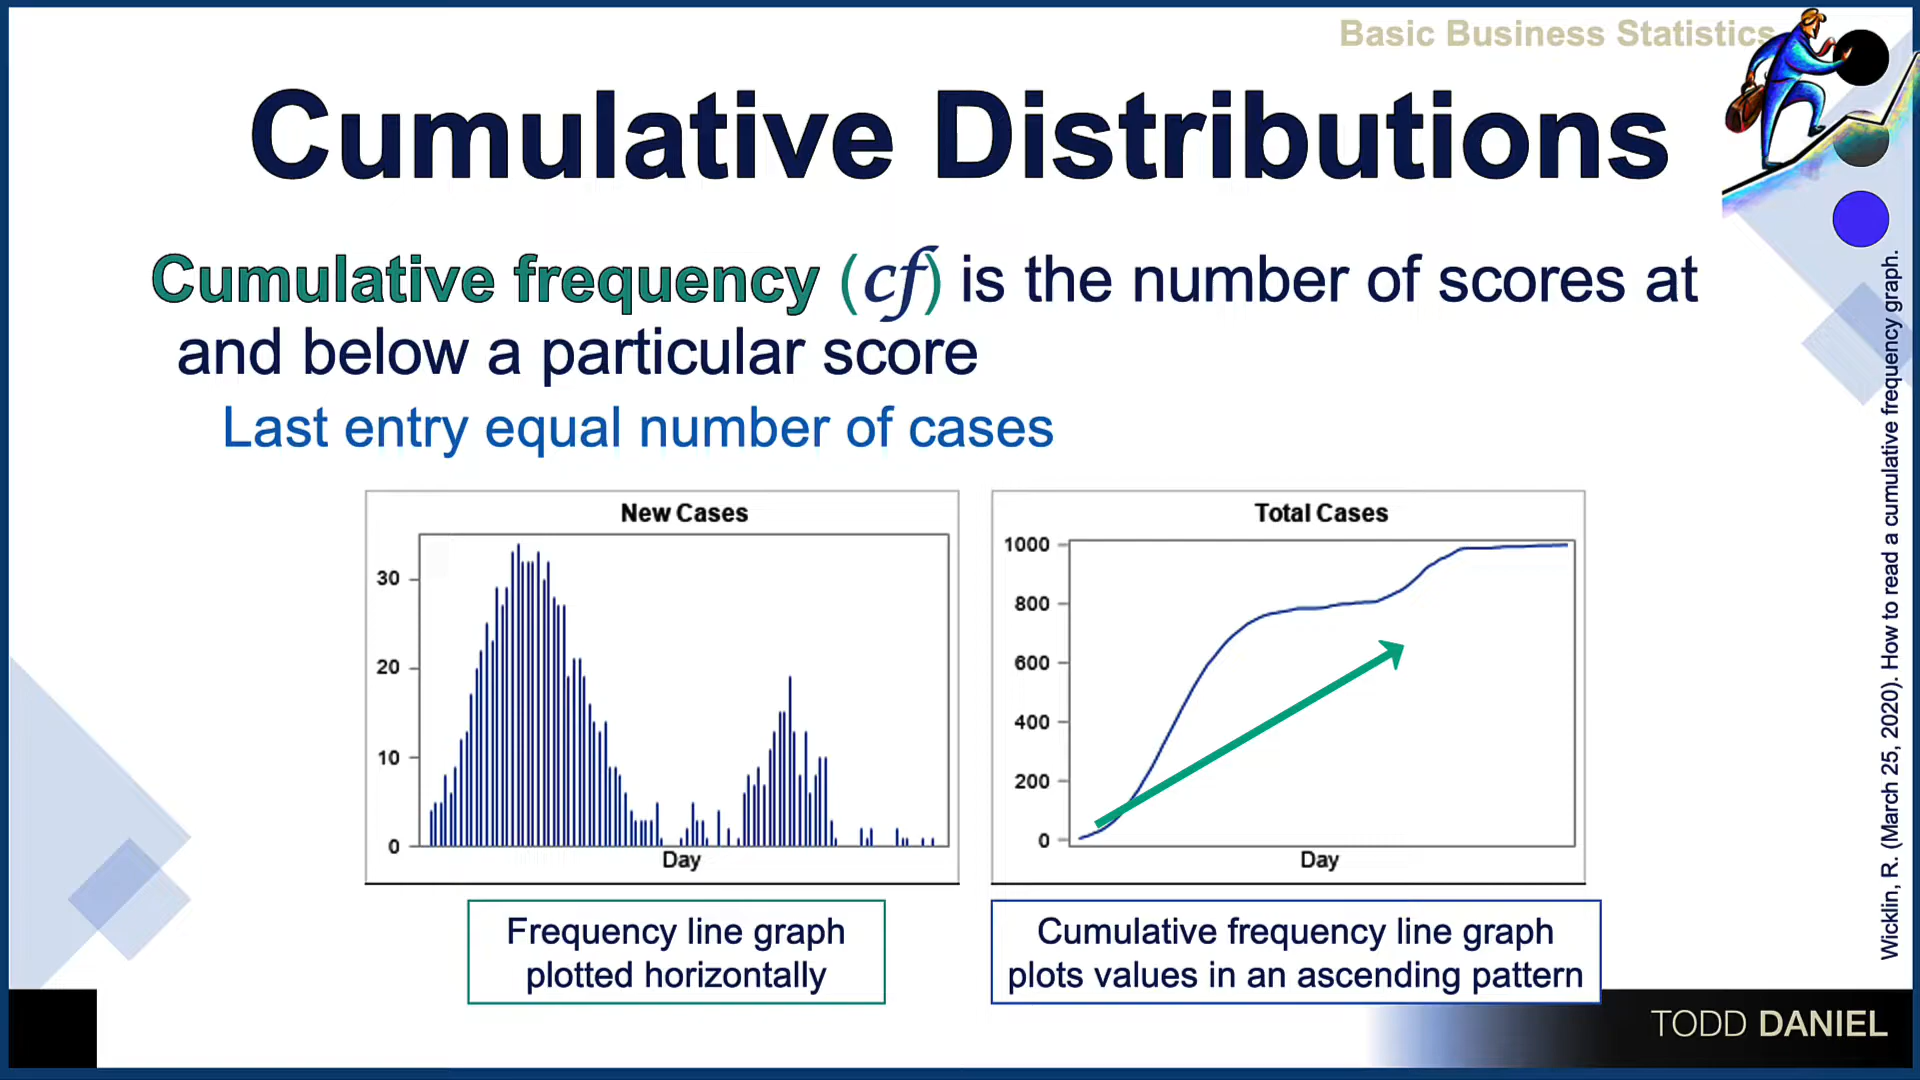 Basic Business Statistics
Cumulative Distributions
Cumulative frequency (cf) is the number of scores at
and below a particular score
Last entry equal number of cases
New Cases
30
20
10
0
Day
Total Cases
1000
800
600
400
200
0
Day
Frequency line graph
plotted horizontally
Cumulative frequency line graph
plots values in an ascending pattern
Wicklin, R. (March 25, 2020). How to read a cumulative frequency graph.
TODD DANIEL